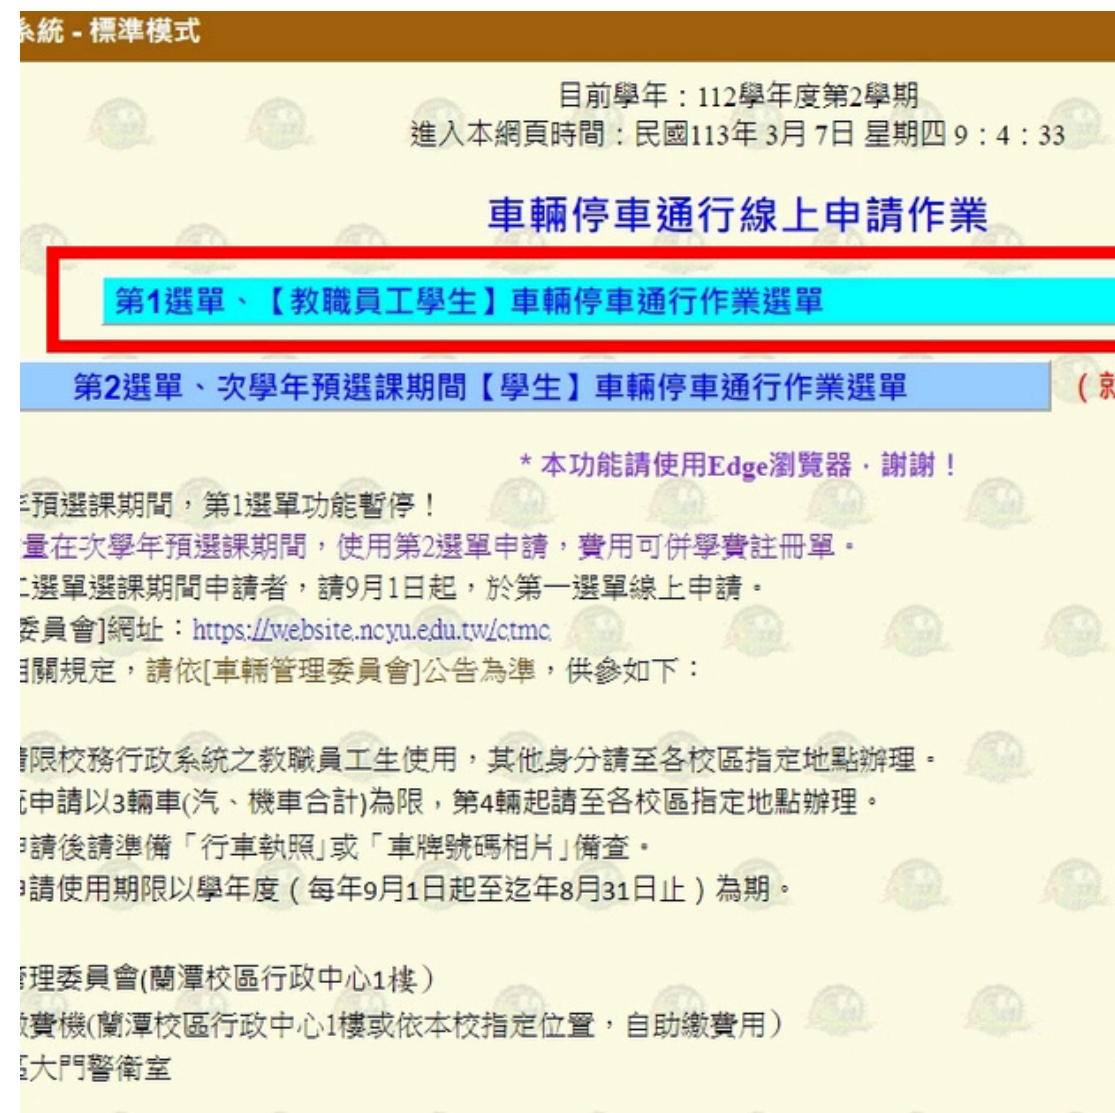 系統 - 標準模式
目前學年：112學年度第2學期
進入本網頁時間：民國113年 3月 7日 星期四 9：4：33
車輛停車通行線上申請作業
第1選單、【教職員工學生】車輛停車通行作業選單
第2選單、次學年預選課期間【學生】車輛停車通行作業選單 （就
* 本功能請使用Edge瀏覽器，謝謝！
預選課期間，第1選單功能暫停！
量在次學年預選課期間，使用第2選單申請，費用可併學費註冊單。
二選單選課期間申請者，請9月1日起，於第一選單線上申請。
委員會]網址：https://website.ncyu.edu.tw/ctmc
相關規定，請依[車輛管理委員會]公告為準，供參如下：
限校務行政系統之教職員工生使用，其他身分請至各校區指定地點辦理。
申請以3輛車(汽、機車合計)為限，第4輛起請至各校區指定地點辦理。
申請後請準備「行車執照」或「車牌號碼相片」備查。
申請使用期限以學年度（每年9月1日起至迄年8月31日止）為期。
管理委員會(蘭潭校區行政中心1樓）
繳費機(蘭潭校區行政中心1樓或依本校指定位置，自助繳費用）
區大門警衛室